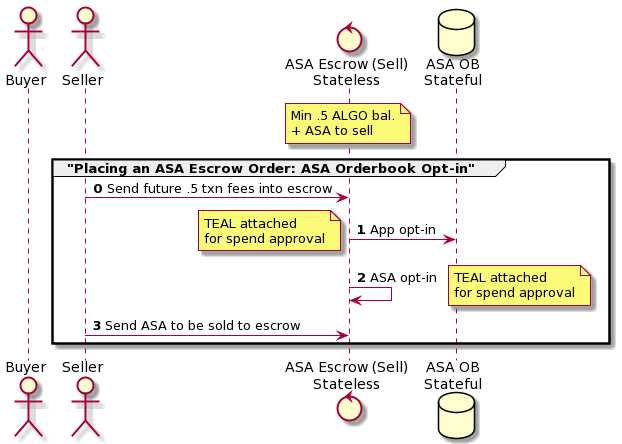 Buyer
Seller
ASA Escrow (Sell)
Stateless
ASA OB
Stateful
Min .5 ALGO bal.
+ ASA to sell
"Placing an ASA Escrow Order: ASA Orderbook Opt-in"
0 Send future .5 txn fees into escrow
TEAL attached
for spend approval
1 App opt-in
2 ASA opt-in
TEAL attached
for spend approval
3 Send ASA to be sold to escrow
Buyer
Seller
ASA Escrow (Sell)
Stateless
ASA OB
Stateful